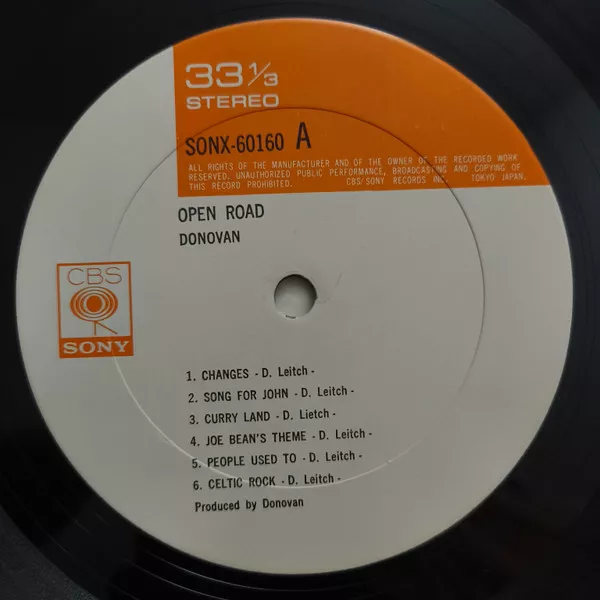 33 1/3
STEREO
SONX-60160 A
ALL RIGHTS OF THE MANUFACTURER AND OF THE OWNER OF THE RECORDED WORK
RESERVED. UNAUTHORIZED PUBLIC PERFORMANCE, BROADCASTING AND COPYING OF
THIS RECORD PROHIBITED. CBS/SONY RECORDS INC. TOKYO JAPAN.
OPEN ROAD
DONOVAN
CBS
SONY
1. CHANGES - D. Leitch -
2. SONG FOR JOHN - D. Leitch -
3. CURRY LAND - D. Lietch -
4. JOE BEAN'S THEME - D. Leitch -
5. PEOPLE USED TO - D. Leitch -
6. CELTIC ROCK - D. Leitch -
Produced by Donovan